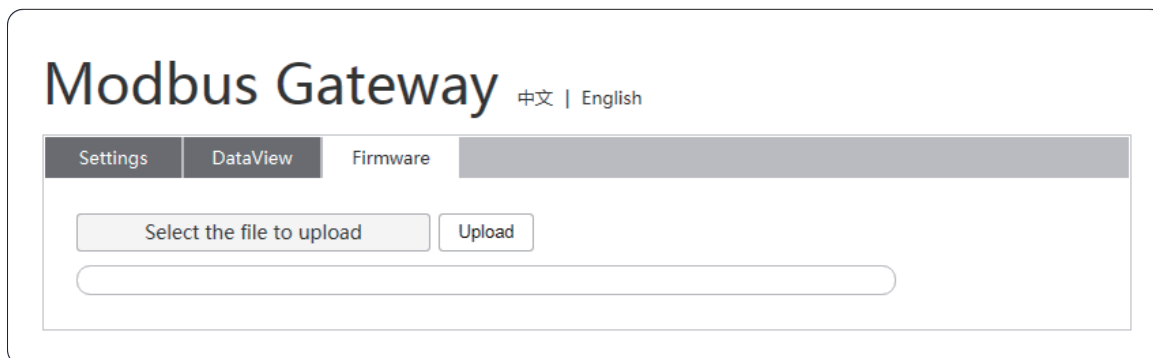 Modbus Gateway 中文 | English
Settings DataView Firmware
Select the file to upload Upload